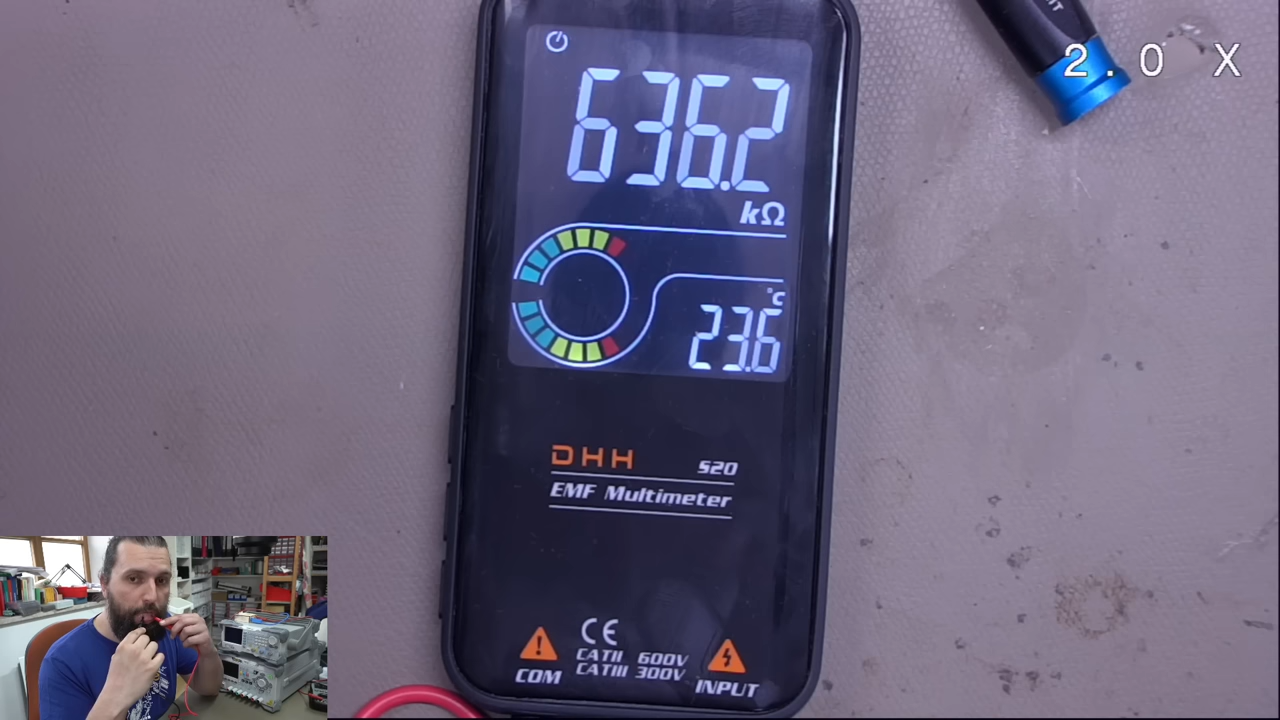 2.0 X
636.2
kΩ
°C
23.6
DHH S20
EMF Multimeter
CE
CATII 600V
CATIII 300V
COM
INPUT